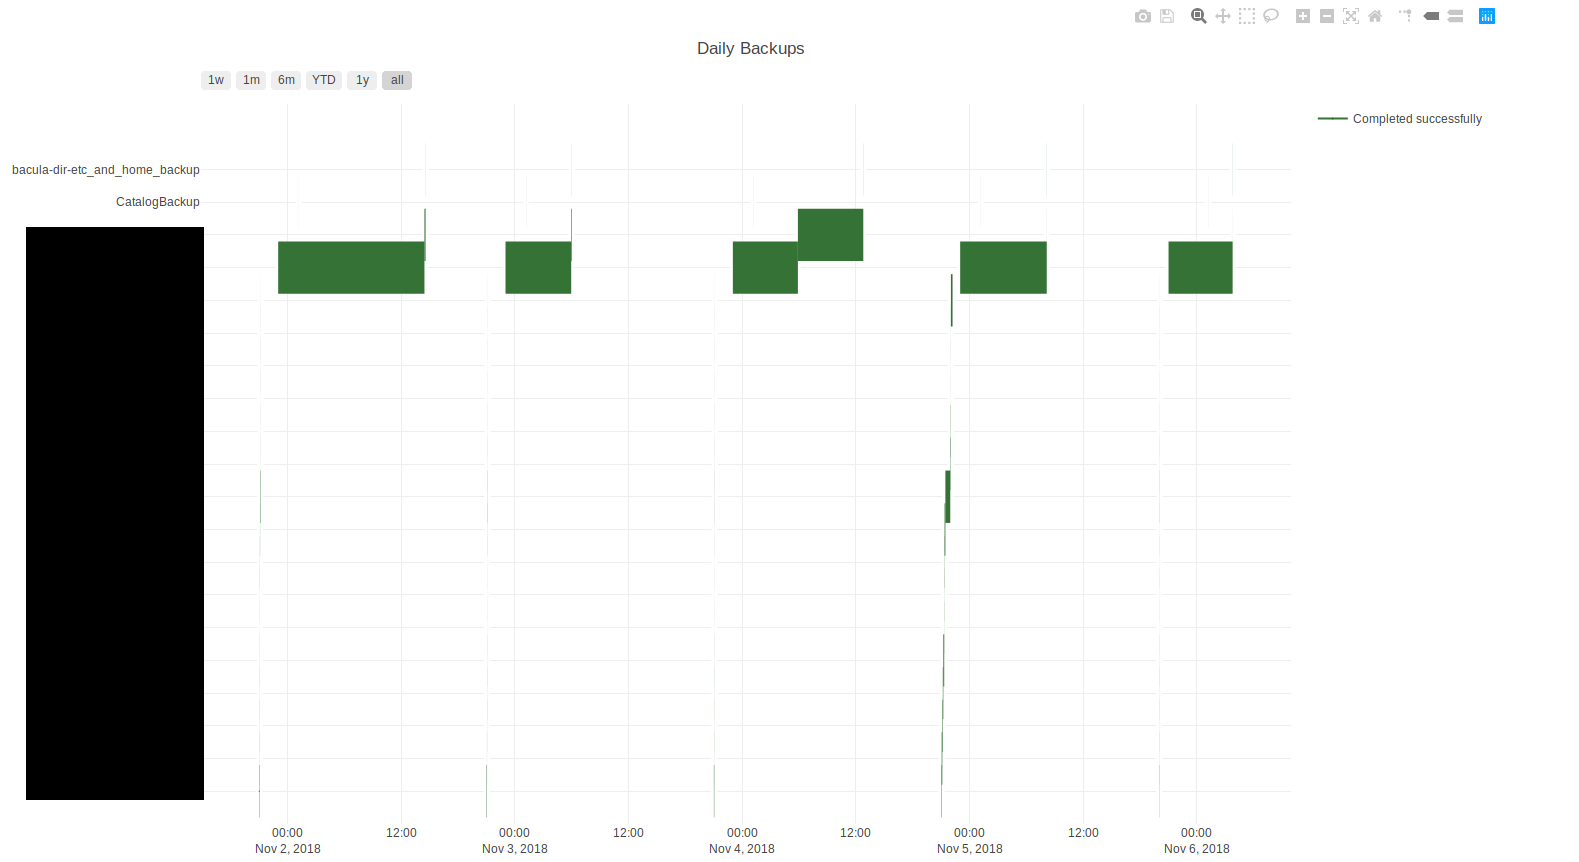 Daily Backups
1w 1m 6m YTD 1y all
Completed successfully
bacula-dir-etc_and_home_backup
CatalogBackup
00:00 12:00 00:00 12:00 00:00 12:00 00:00 12:00 00:00
Nov 2, 2018 Nov 3, 2018 Nov 4, 2018 Nov 5, 2018 Nov 6, 2018